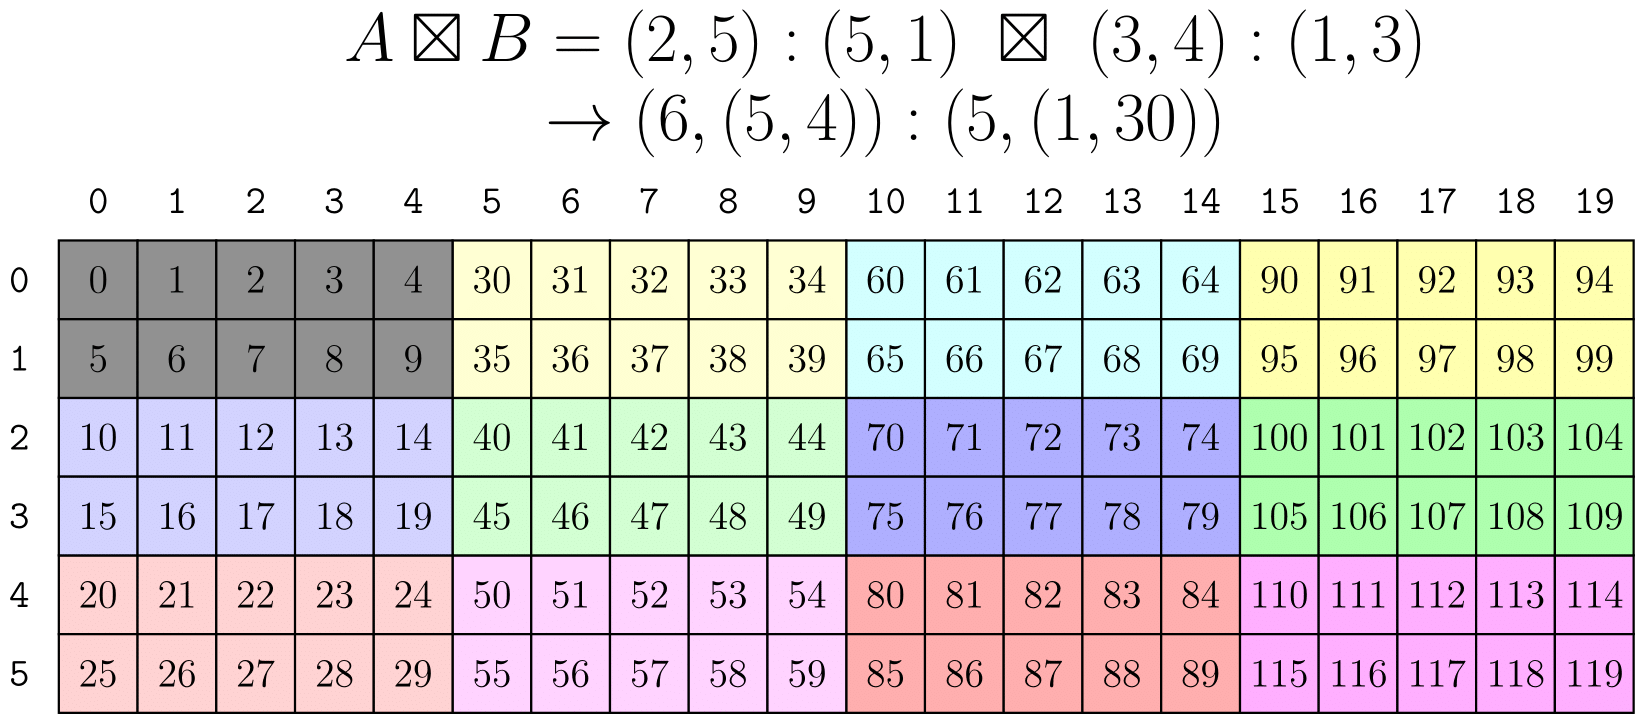 A ⊠ B = (2, 5) : (5, 1) ⊠ (3, 4) : (1, 3)
→ (6, (5, 4)) : (5, (1, 30))
0 1 2 3 4 5 6 7 8 9 10 11 12 13 14 15 16 17 18 19
0 0 1 2 3 4 30 31 32 33 34 60 61 62 63 64 90 91 92 93 94
1 5 6 7 8 9 35 36 37 38 39 65 66 67 68 69 95 96 97 98 99
2 10 11 12 13 14 40 41 42 43 44 70 71 72 73 74 100 101 102 103 104
3 15 16 17 18 19 45 46 47 48 49 75 76 77 78 79 105 106 107 108 109
4 20 21 22 23 24 50 51 52 53 54 80 81 82 83 84 110 111 112 113 114
5 25 26 27 28 29 55 56 57 58 59 85 86 87 88 89 115 116 117 118 119